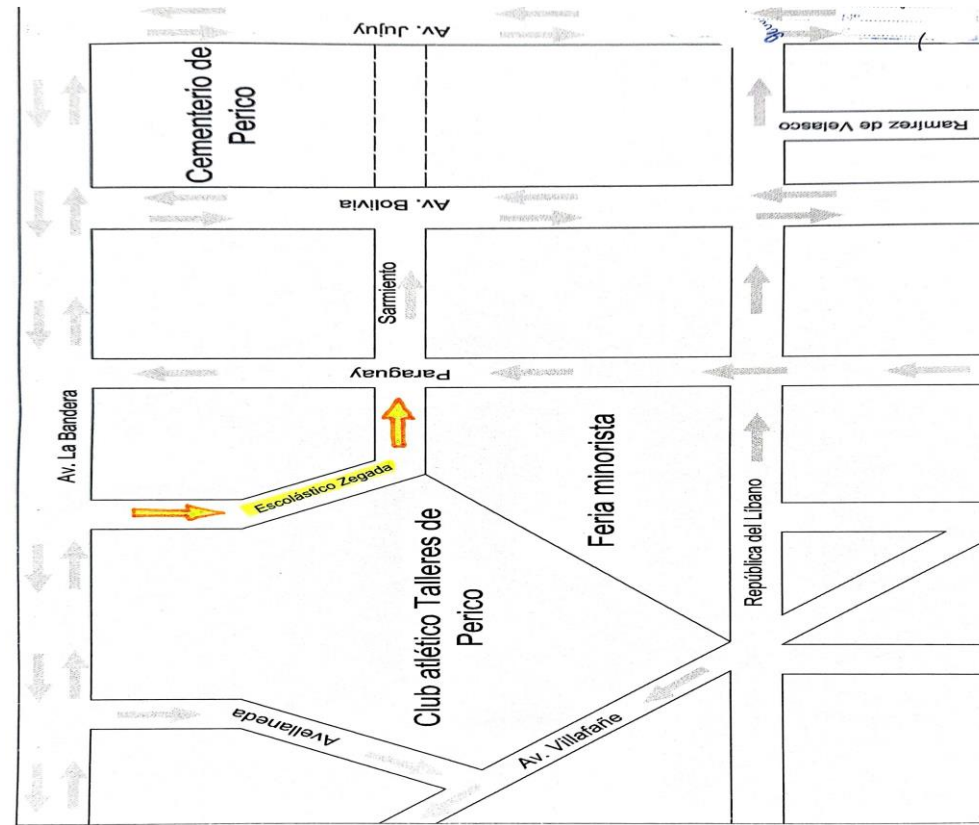 Av. Jujuy
Cementerio de
Perico
Ramírez de Velasco
Av. Bolivia
Sarmiento
Paraguay
Av. La Bandera
Escolástico Zegada
Feria minorista
República del Líbano
Club atlético Talleres de
Perico
Avellaneda
Av. Villafañe